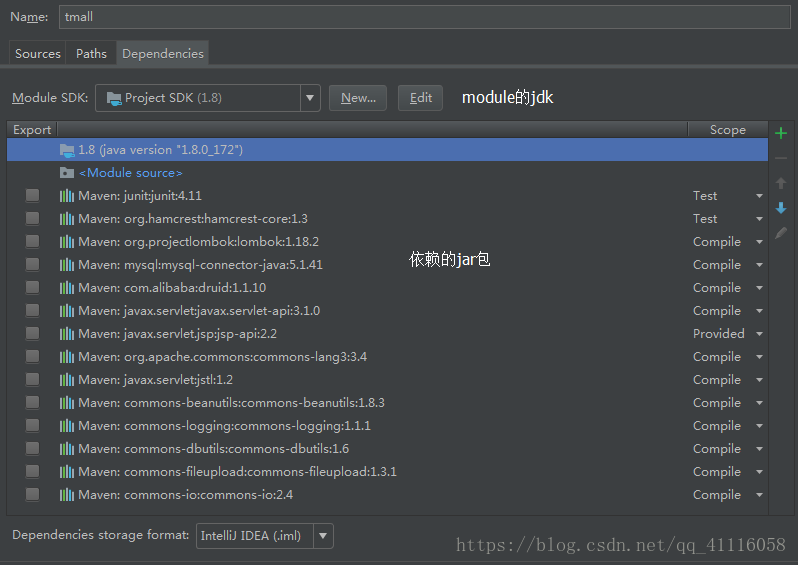 Name: tmall
Sources Paths Dependencies
Module SDK: Project SDK (1.8) New... Edit module的jdk
Export Scope
1.8 (java version "1.8.0_172")
<Module source>
Maven: junit:junit:4.11 Test
Maven: org.hamcrest:hamcrest-core:1.3 Test
Maven: org.projectlombok:lombok:1.18.2 Compile
Maven: mysql:mysql-connector-java:5.1.41 Compile
依赖的jar包
Maven: com.alibaba:druid:1.1.10 Compile
Maven: javax.servlet:javax.servlet-api:3.1.0 Compile
Maven: javax.servlet.jsp:jsp-api:2.2 Provided
Maven: org.apache.commons:commons-lang3:3.4 Compile
Maven: javax.servlet:jstl:1.2 Compile
Maven: commons-beanutils:commons-beanutils:1.8.3 Compile
Maven: commons-logging:commons-logging:1.1.1 Compile
Maven: commons-dbutils:commons-dbutils:1.6 Compile
Maven: commons-fileupload:commons-fileupload:1.3.1 Compile
Maven: commons-io:commons-io:2.4 Compile
Dependencies storage format: IntelliJ IDEA (.iml)
https://blog.csdn.net/qq_41116058